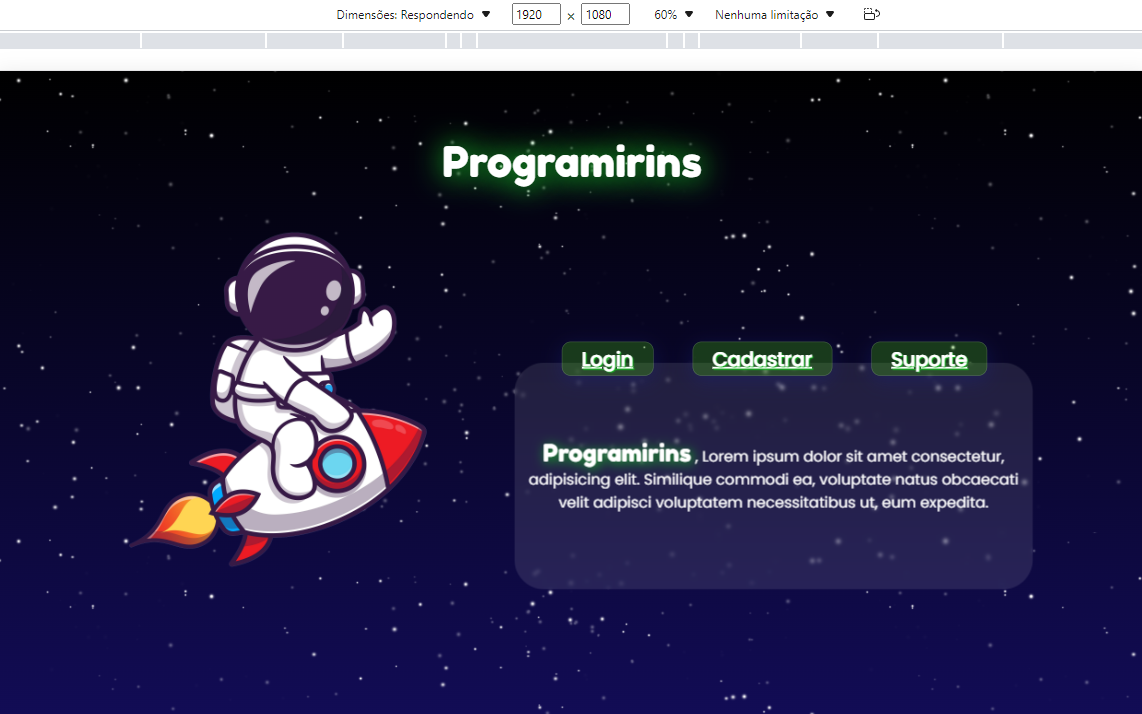 Dimensões: Respondendo ▼ 1920 × 1080 60% ▼ Nenhuma limitação ▼
Programirins
Login Cadastrar Suporte
Programirins , Lorem ipsum dolor sit amet consectetur,
adipisicing elit. Similique commodi ea, voluptate natus obcaecati
velit adipisci voluptatem necessitatibus ut, eum expedita.